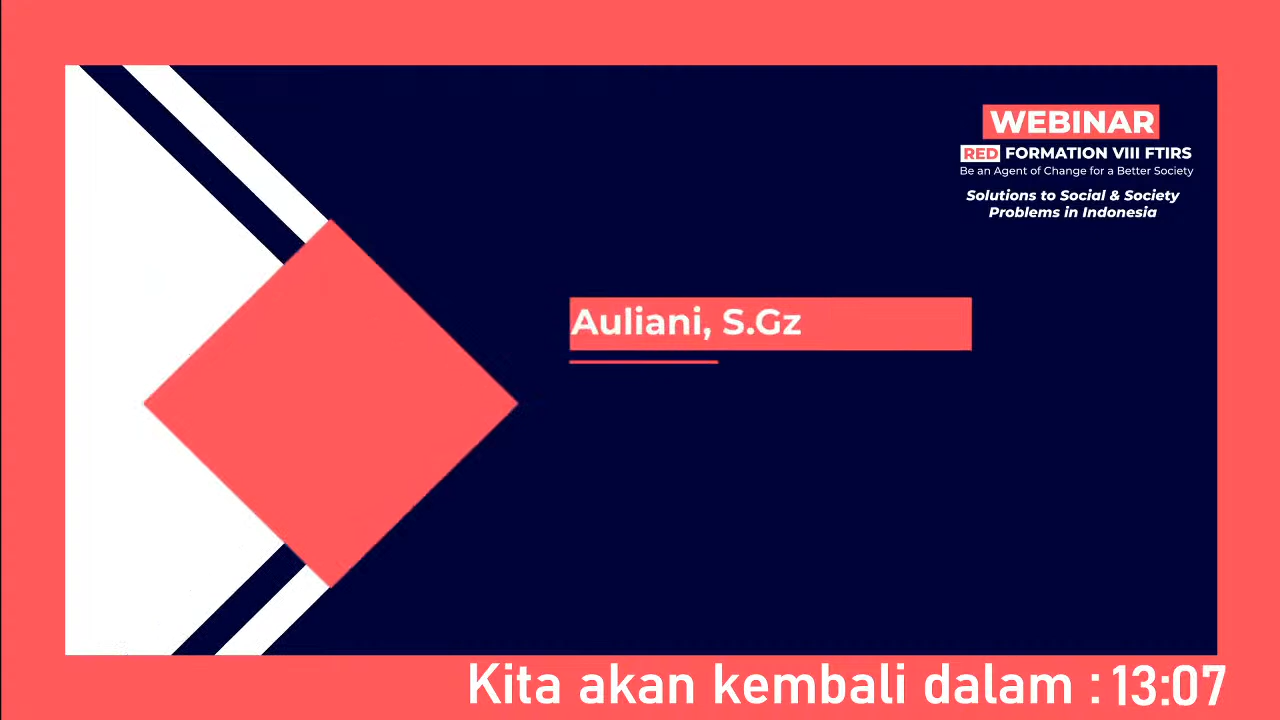 WEBINAR
RED FORMATION VIII FTIRS
Be an Agent of Change for a Better Society
Solutions to Social & Society
Problems in Indonesia
Auliani, S.Gz
Kita akan kembali dalam : 13:07